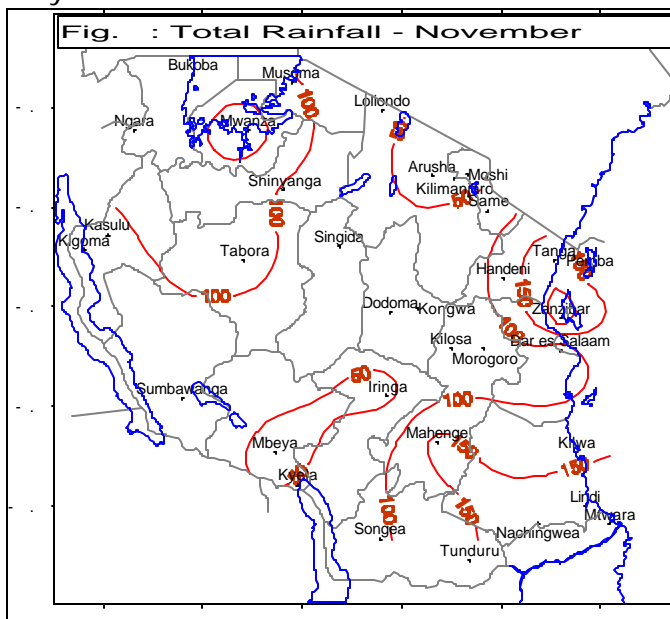 Fig. : Total Rainfall - November
Bukoba
Musoma
100
Loliondo
Ngara
Mwanza
50
Arusha
Moshi
Shinyanga
Kilimanjaro
50
Same
100
Kasulu
Kigoma
Singida
Tabora
Tanga
Pemba
Handeni
150
100
Dodoma
Kongwa
Zanzibar
100
Kilosa
Dar es Salaam
Morogoro
50
Sumbawanga
Iringa
100
Mahenge
150
Mbeya
Kilwa
150
Kyela
Lindi
100
150
Mtwara
Songea
Nachingwea
Tunduru